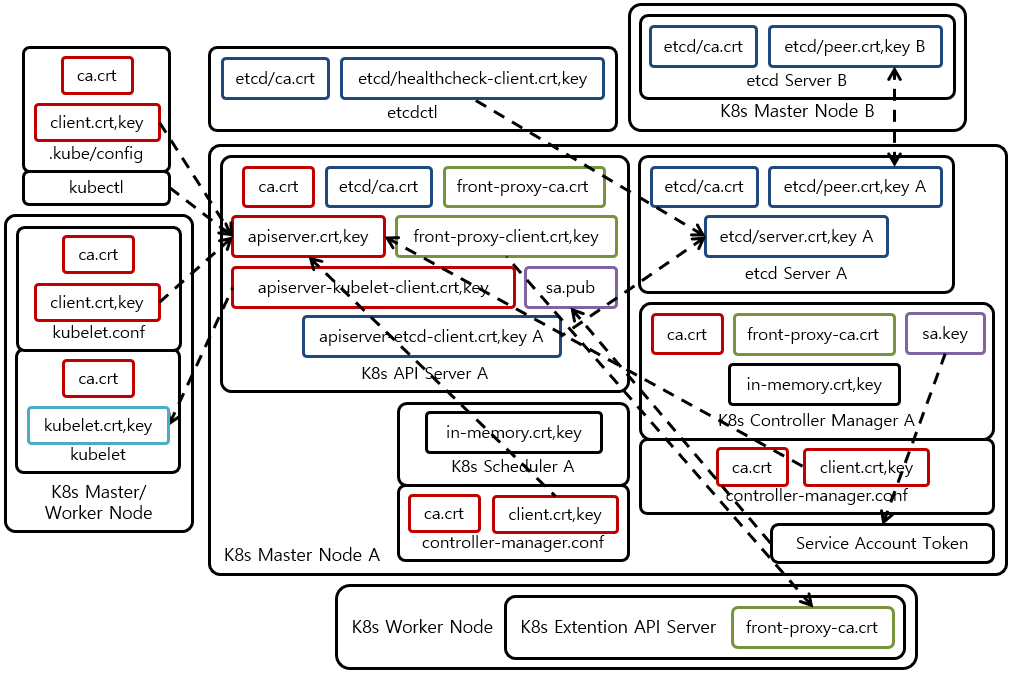 ca.crt
client.crt,key
.kube/config
kubectl
ca.crt
client.crt,key
kubelet.conf
ca.crt
kubelet.crt,key
kubelet
K8s Master/
Worker Node
etcd/ca.crt
etcd/healthcheck-client.crt,key
etcdctl
etcd/ca.crt
etcd/peer.crt,key B
etcd Server B
K8s Master Node B
ca.crt
etcd/ca.crt
front-proxy-ca.crt
apiserver.crt,key
front-proxy-client.crt,key
apiserver-kubelet-client.crt,key
sa.pub
apiserver-etcd-client.crt,key A
K8s API Server A
etcd/ca.crt
etcd/peer.crt,key A
etcd/server.crt,key A
etcd Server A
ca.crt
front-proxy-ca.crt
sa.key
in-memory.crt,key
K8s Controller Manager A
ca.crt
client.crt,key
controller-manager.conf
in-memory.crt,key
K8s Scheduler A
ca.crt
client.crt,key
controller-manager.conf
Service Account Token
K8s Master Node A
K8s Worker Node
K8s Extention API Server
front-proxy-ca.crt